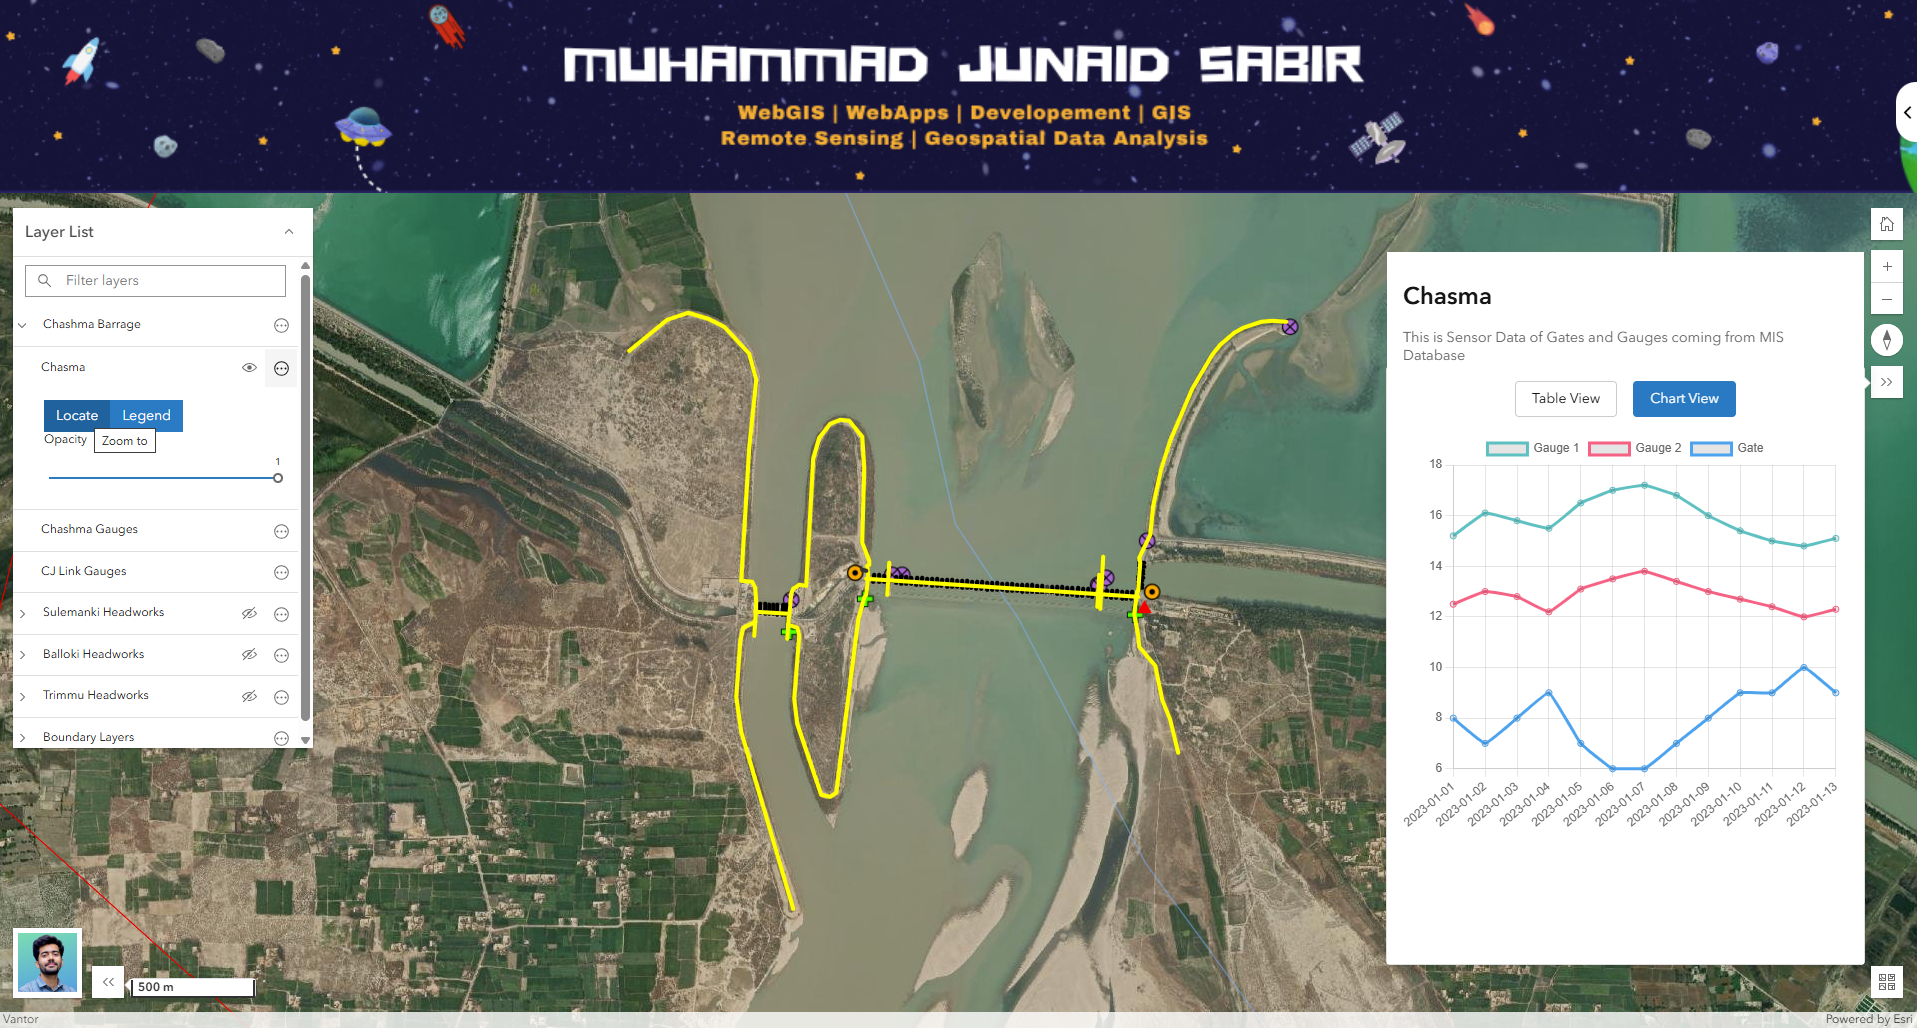 MUHAMMAD JUNAID SABIR
WebGIS | WebApps | Developement | GIS
Remote Sensing | Geospatial Data Analysis
Layer List
Filter layers
Chashma Barrage
Chasma
Locate
Legend
Opacity
Zoom to
1
Chashma Gauges
CJ Link Gauges
Sulemanki Headworks
Balloki Headworks
Trimmu Headworks
Boundary Layers
500 m
Vantor
Chasma
This is Sensor Data of Gates and Gauges coming from MIS
Database
Table View
Chart View
Gauge 1
Gauge 2
Gate
18
16
14
12
10
8
6
2023-01-01
2023-01-02
2023-01-03
2023-01-04
2023-01-05
2023-01-06
2023-01-07
2023-01-08
2023-01-09
2023-01-10
2023-01-11
2023-01-12
2023-01-13
Powered by Esri